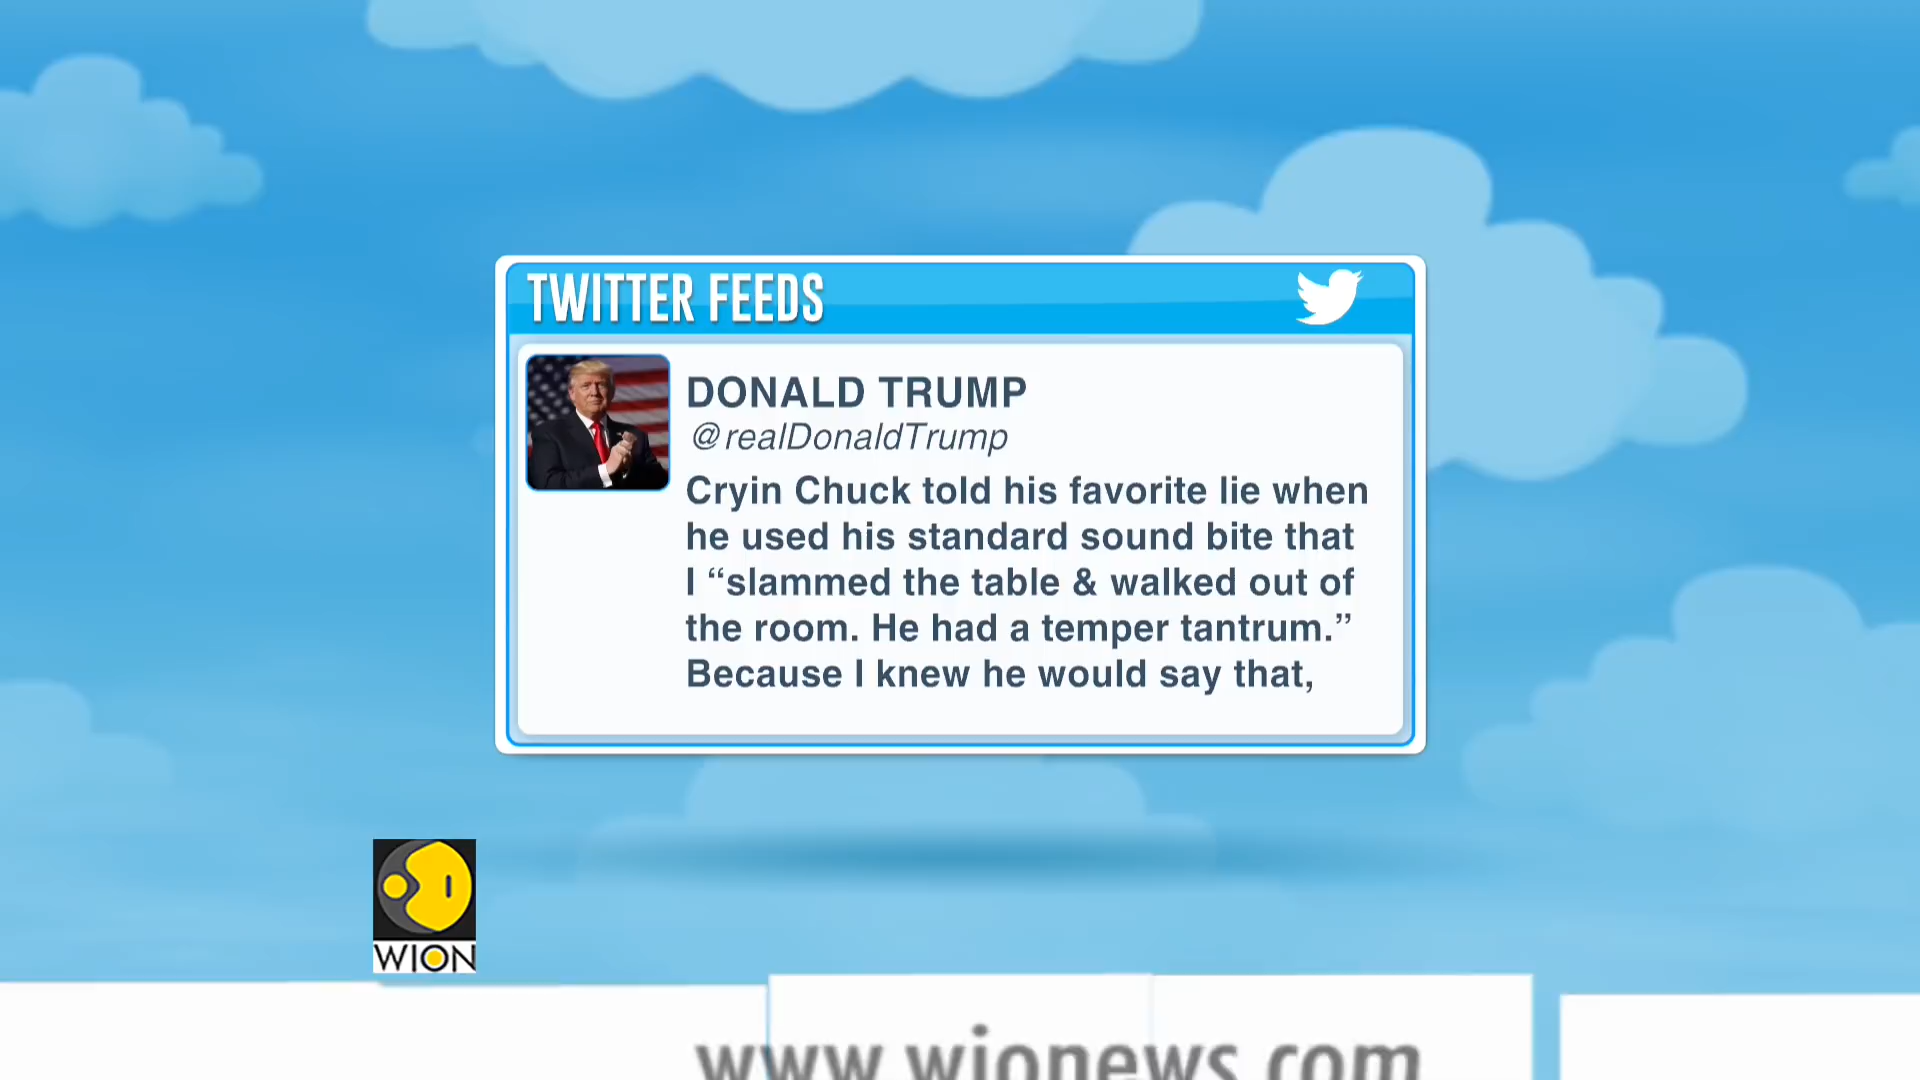 TWITTER FEEDS
DONALD TRUMP
@realDonaldTrump
Cryin Chuck told his favorite lie when
he used his standard sound bite that
I “slammed the table & walked out of
the room. He had a temper tantrum.”
Because I knew he would say that,
WION
www.wionews.com